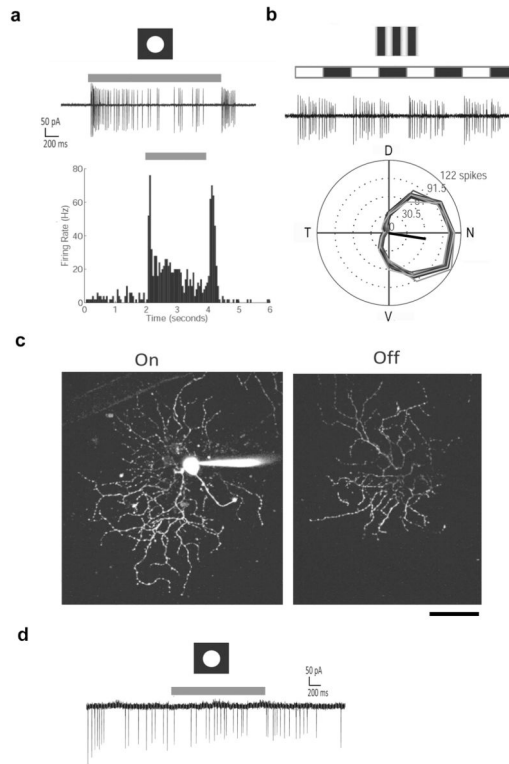 a
50 pA
200 ms
80
60
40
20
0
Firing Rate (Hz)
0 1 2 3 4 5 6
Time (seconds)
b
D
122 spikes
91.5
30.5
0
T
N
V
c
On
Off
d
50 pA
200 ms